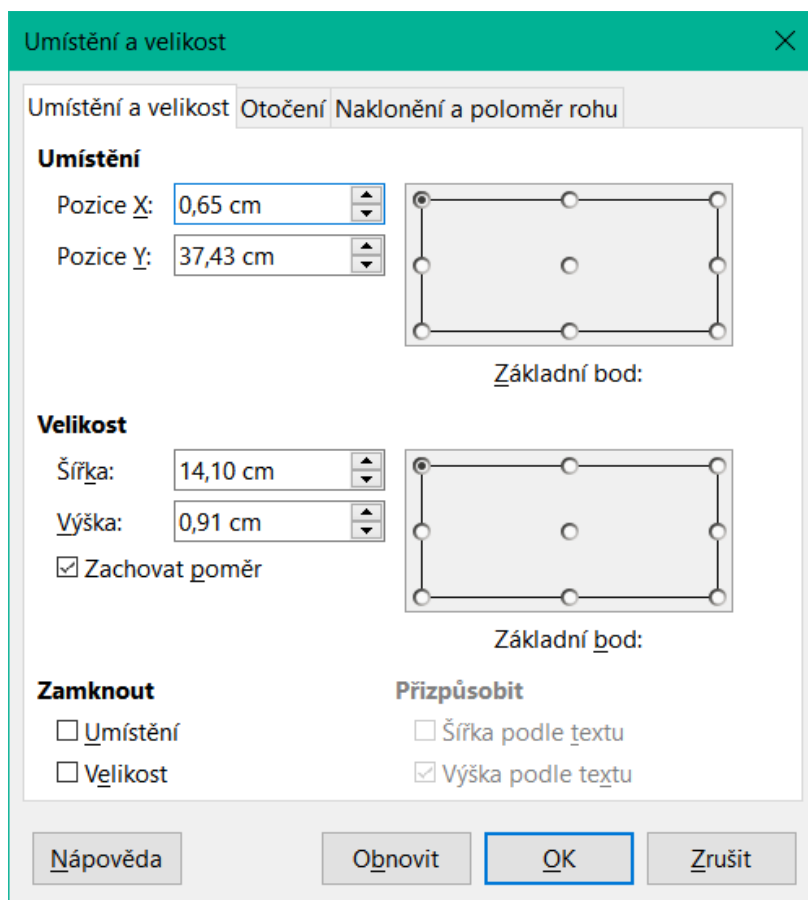 Umístění a velikost
Umístění a velikost Otočení Naklonění a poloměr rohu
Umístění
Pozice X: 0,65 cm
Pozice Y: 37,43 cm
Základní bod:
Velikost
Šířka: 14,10 cm
Výška: 0,91 cm
Zachovat poměr
Základní bod:
Zamknout Přizpůsobit
Umístění Šířka podle textu
Velikost Výška podle textu
Nápověda Obnovit OK Zrušit